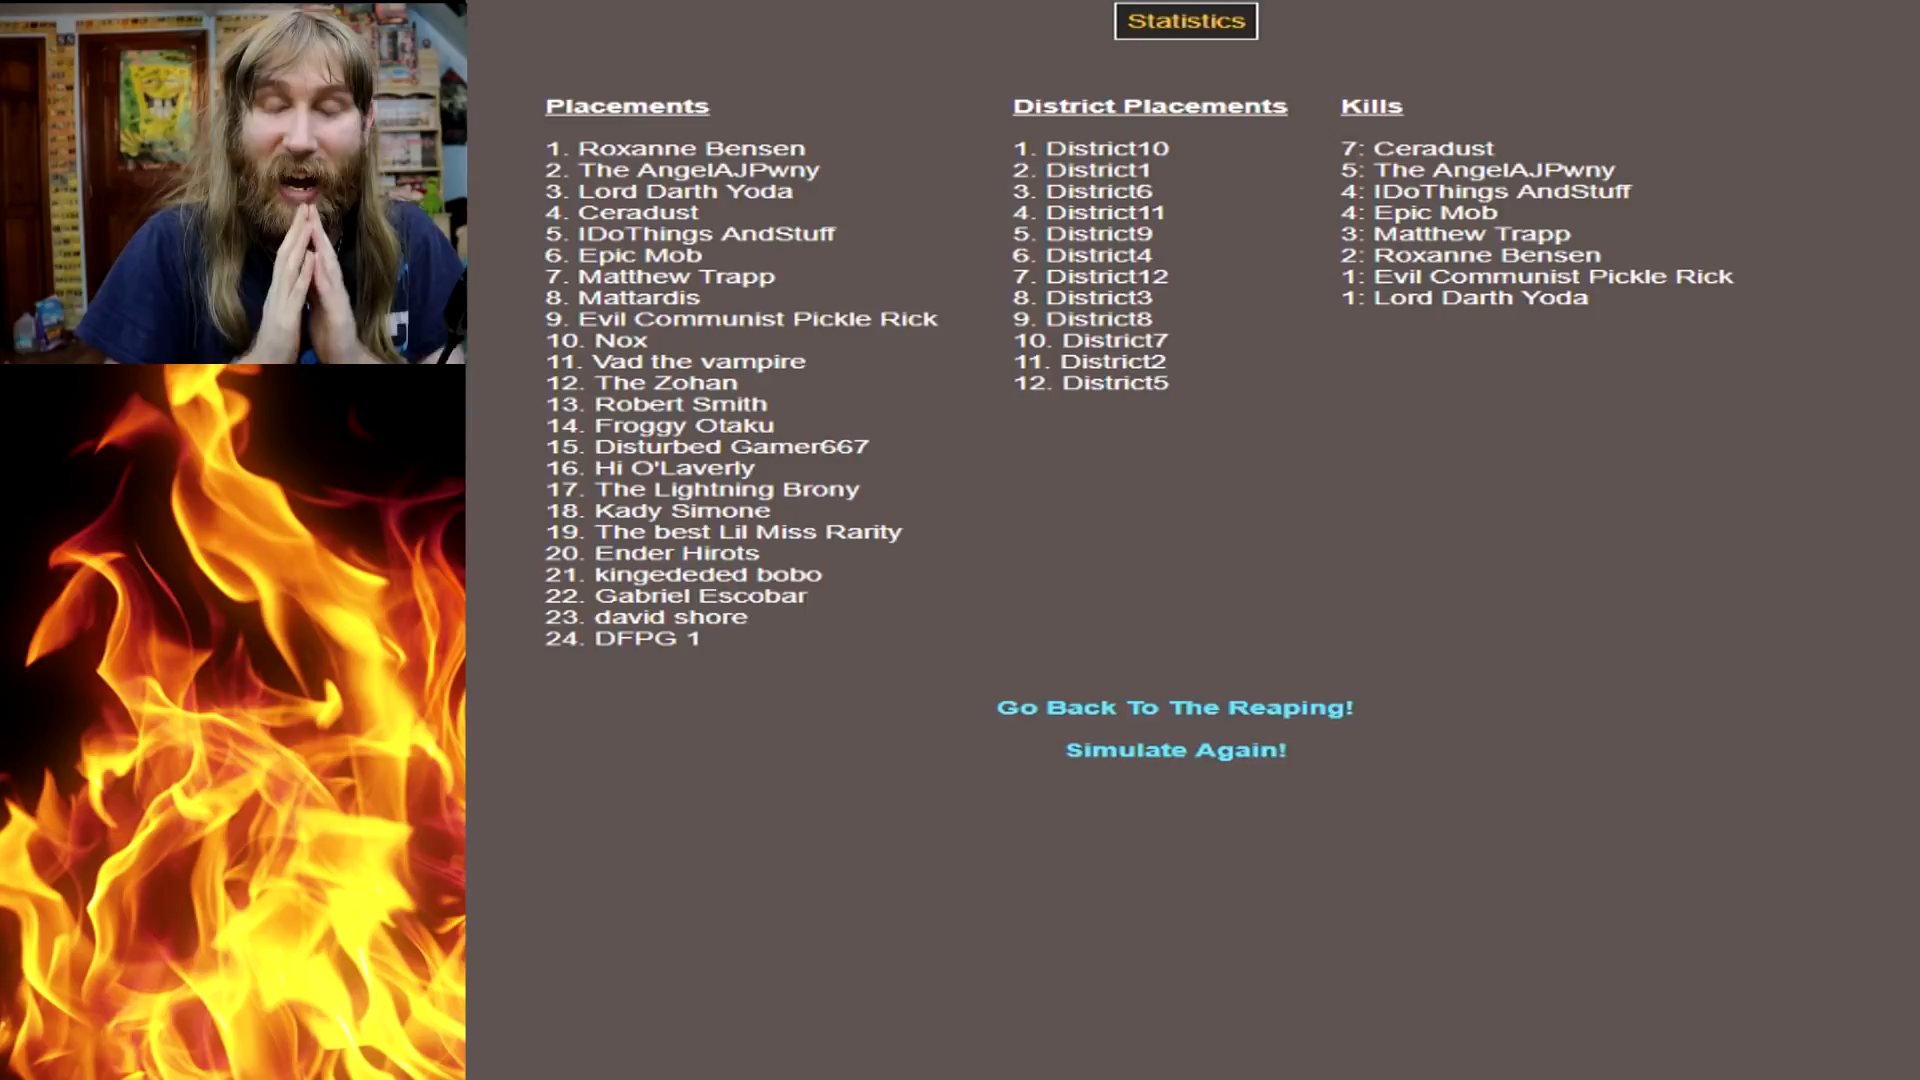 Statistics
Placements
1. Roxanne Bensen
2. The AngelAJPwny
3. Lord Darth Yoda
4. Ceradust
5. IDoThings AndStuff
6. Epic Mob
7. Matthew Trapp
8. Mattardis
9. Evil Communist Pickle Rick
10. Nox
11. Vad the vampire
12. The Zohan
13. Robert Smith
14. Froggy Otaku
15. Disturbed Gamer667
16. Hi O'Laverly
17. The Lightning Brony
18. Kady Simone
19. The best Lil Miss Rarity
20. Ender Hirots
21. kingededed bobo
22. Gabriel Escobar
23. david shore
24. DFPG 1
District Placements
1. District10
2. District1
3. District6
4. District11
5. District9
6. District4
7. District12
8. District3
9. District8
10. District7
11. District2
12. District5
Kills
7: Ceradust
5: The AngelAJPwny
4: IDoThings AndStuff
4: Epic Mob
3: Matthew Trapp
2: Roxanne Bensen
1: Evil Communist Pickle Rick
1: Lord Darth Yoda
Go Back To The Reaping!
Simulate Again!